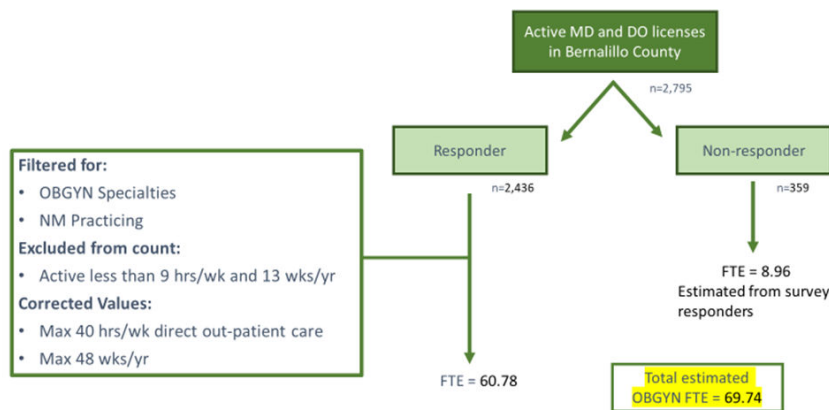 Active MD and DO licenses
in Bernalillo County
n=2,795
Responder
Non-responder
n=2,436
n=359
Filtered for:
• OBGYN Specialties
• NM Practicing
Excluded from count:
• Active less than 9 hrs/wk and 13 wks/yr
Corrected Values:
• Max 40 hrs/wk direct out-patient care
• Max 48 wks/yr
FTE = 8.96
Estimated from survey
responders
FTE = 60.78
Total estimated
OBGYN FTE = 69.74